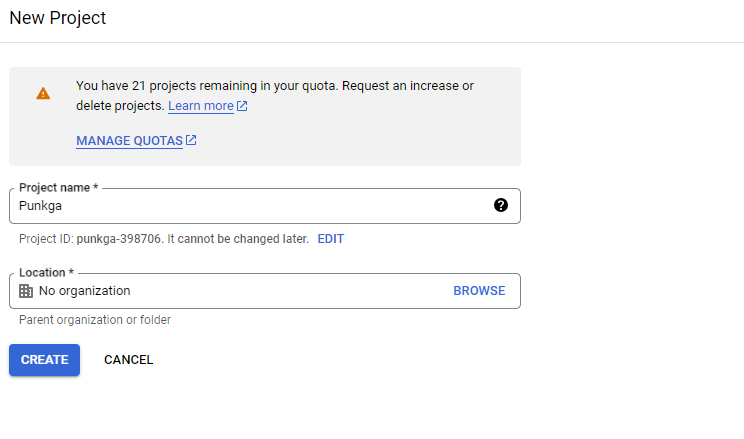 New Project
You have 21 projects remaining in your quota. Request an increase or
delete projects. Learn more
MANAGE QUOTAS
Project name *
Punkga
Project ID: punkga-398706. It cannot be changed later. EDIT
Location *
No organization BROWSE
Parent organization or folder
CREATE CANCEL